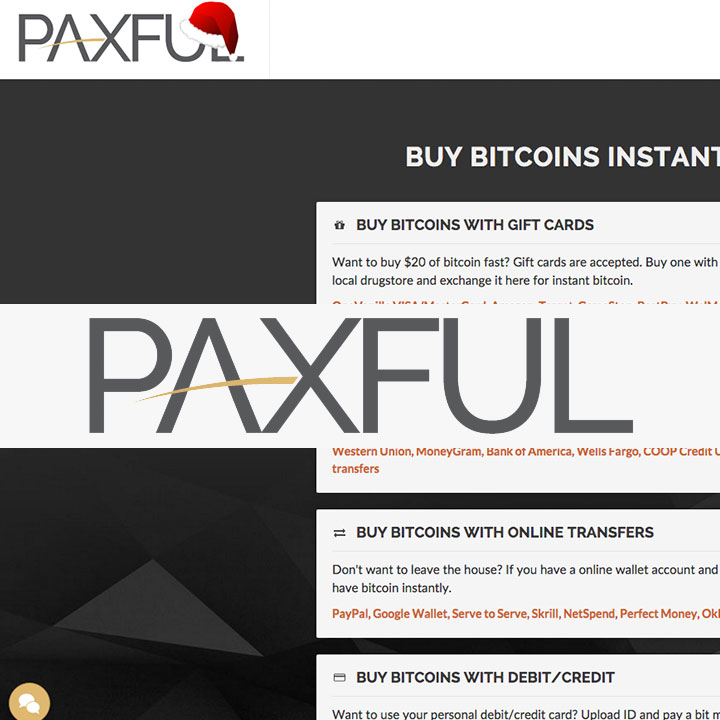 PAXFUL
BUY BITCOINS INSTANT
BUY BITCOINS WITH GIFT CARDS
Want to buy $20 of bitcoin fast? Gift cards are accepted. Buy one with
local drugstore and exchange it here for instant bitcoin.
PAXFUL
Western Union, MoneyGram, Bank of America, Wells Fargo, COOP Credit U
transfers
BUY BITCOINS WITH ONLINE TRANSFERS
Don't want to leave the house? If you have a online wallet account and
have bitcoin instantly.
PayPal, Google Wallet, Serve to Serve, Skrill, NetSpend, Perfect Money, Ok
BUY BITCOINS WITH DEBIT/CREDIT
Want to use your personal debit/credit card? Upload ID and pay a bit m